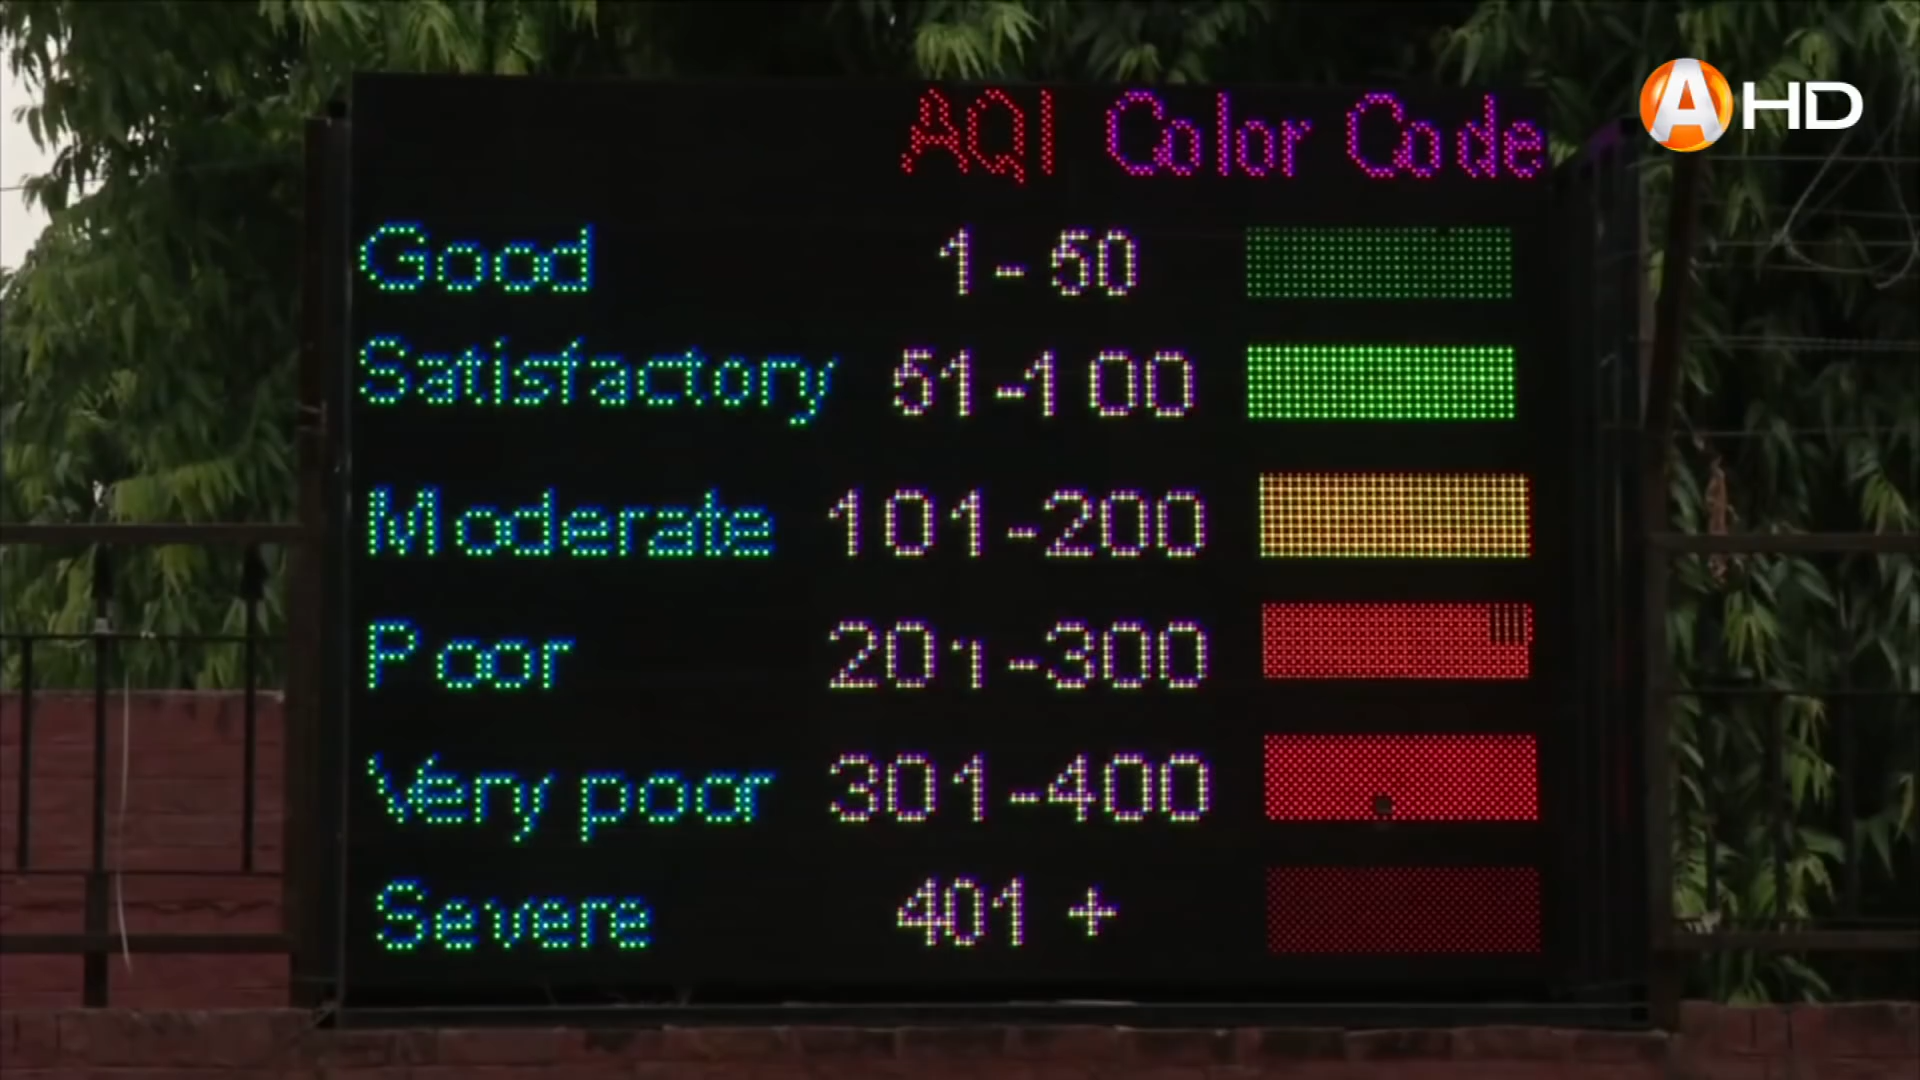 AHD
AQI Color Code
Good 1 - 50
Satisfactory 51-100
Moderate 101-200
Poor 201-300
Very poor 301-400
Severe 401 +